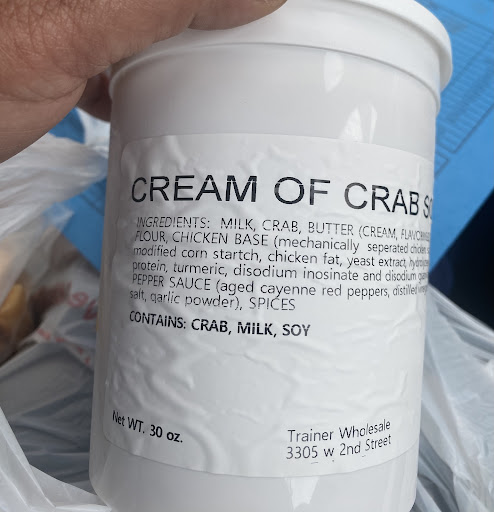 CREAM OF CRAB
INGREDIENTS: MILK, CRAB, BUTTER (CREAM,
FLOUR, CHICKEN BASE (mechanically seperated chicken
modified corn startch, chicken fat, yeast extract,
protein, turmeric, disodium inosinate and disodium
PEPPER SAUCE (aged cayenne red peppers, distilled
salt, garlic powder), SPICES
CONTAINS: CRAB, MILK, SOY
Net WT. 30 oz.
Trainer Wholesale
3305 w 2nd Street